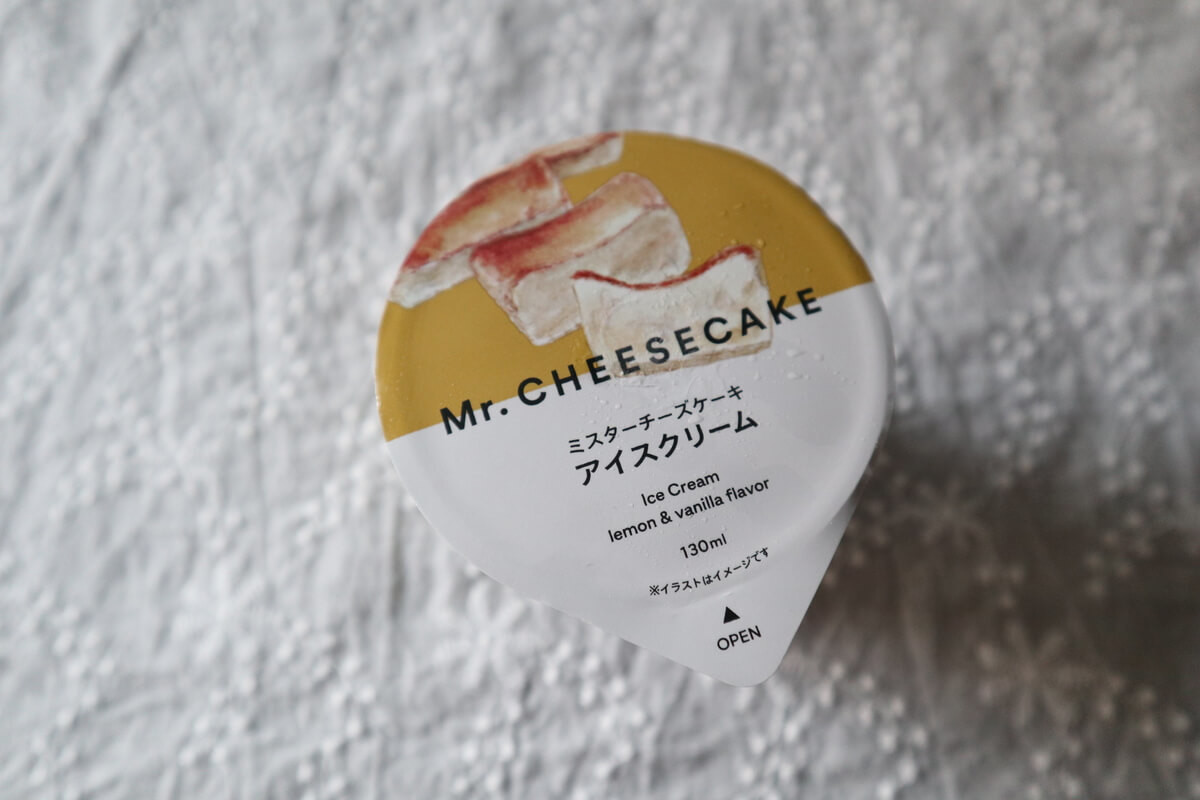 Mr. CHEESECAKE
ミスターチーズケーキ
アイスクリーム
Ice Cream
lemon & vanilla flavor
130ml
※イラストはイメージです
▲
OPEN